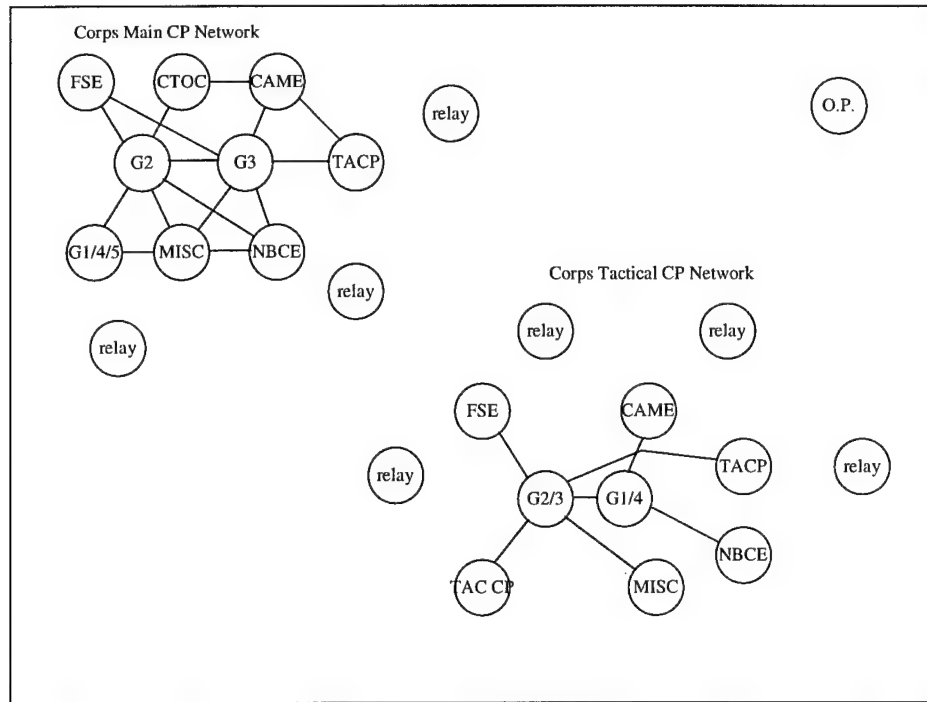 Corps Main CP Network
FSE
CTOC
CAME
relay
O.P.
G2
G3
TACP
G1/4/5
MISC
NBCE
Corps Tactical CP Network
relay
relay
relay
relay
FSE
CAME
TACP
relay
relay
G2/3
G1/4
NBCE
TAC CP
MISC